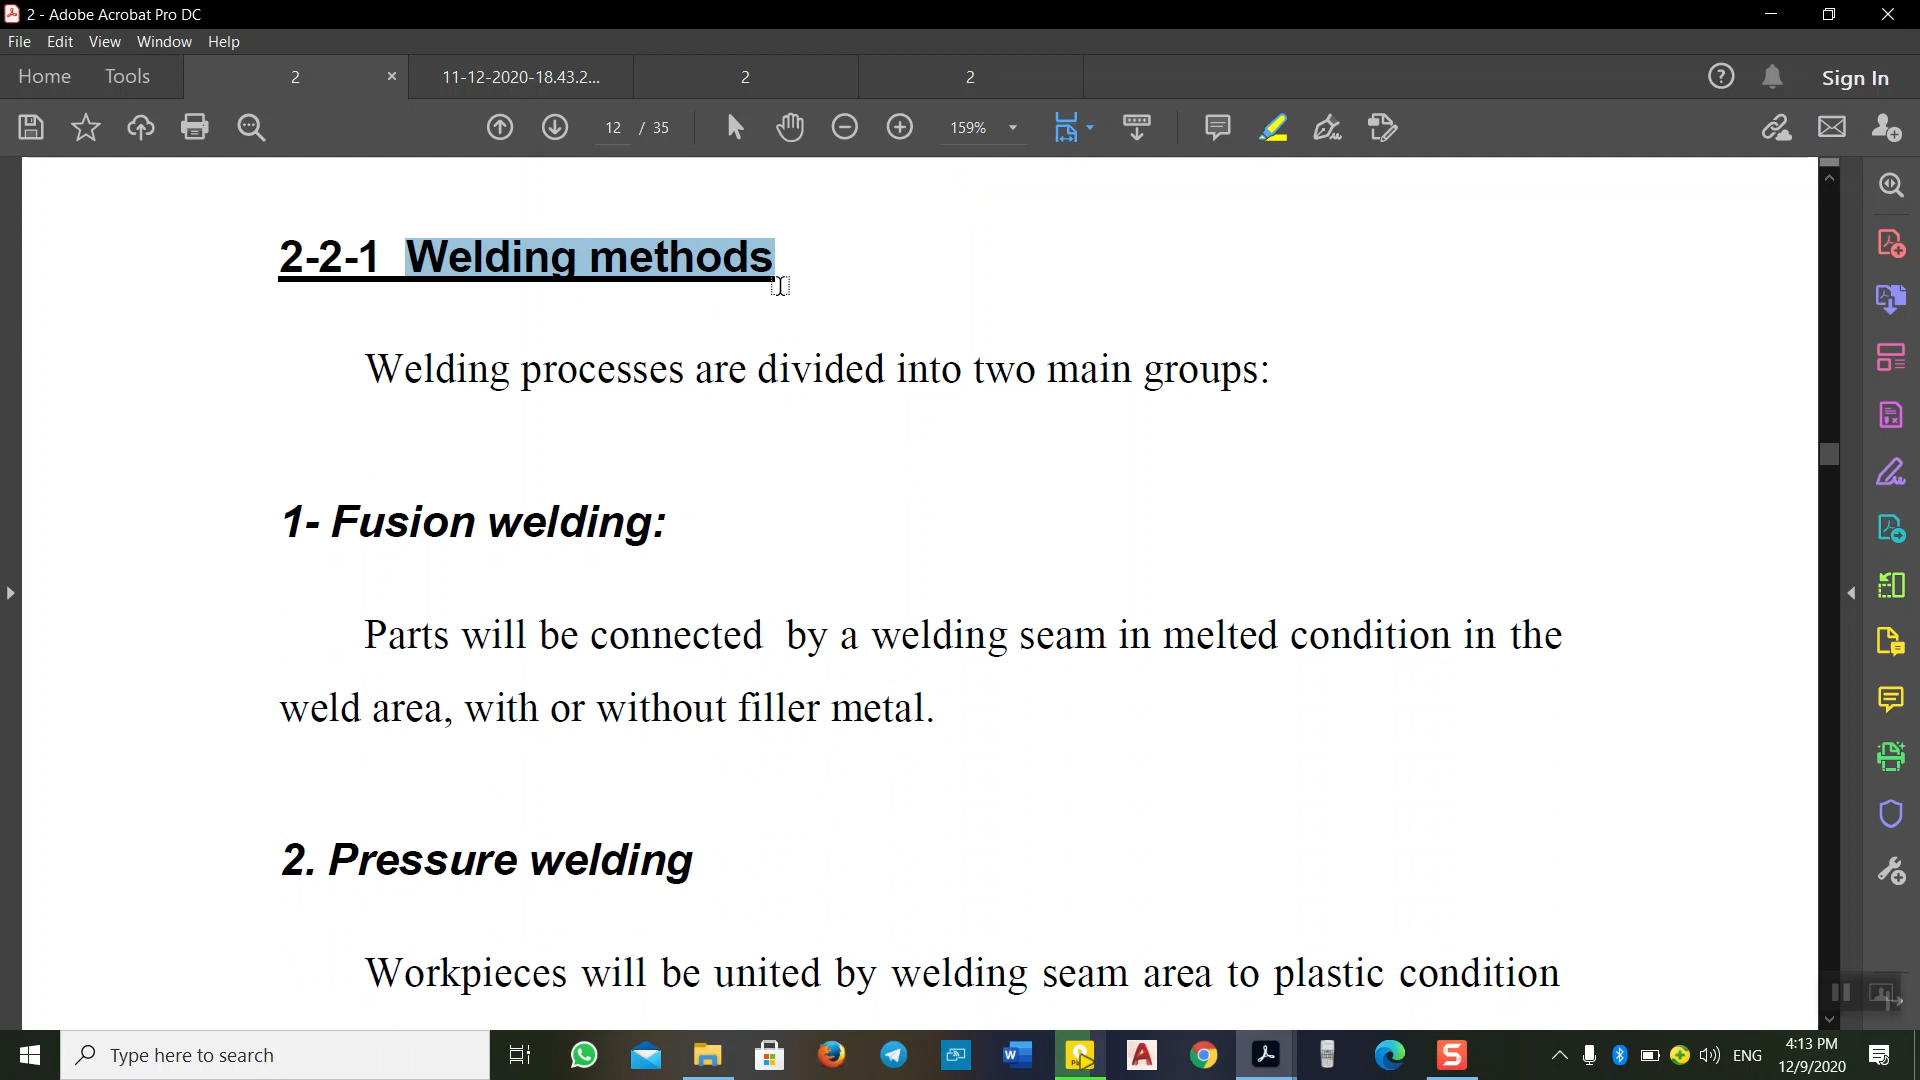 2 - Adobe Acrobat Pro DC
File Edit View Window Help
Home Tools 2 11-12-2020-18.43.2... 2 2 Sign In
12 / 35 159%
2-2-1 Welding methods
Welding processes are divided into two main groups:
1- Fusion welding:
Parts will be connected by a welding seam in melted condition in the
weld area, with or without filler metal.
2. Pressure welding
Workpieces will be united by welding seam area to plastic condition
Type here to search
ENG
4:13 PM
12/9/2020